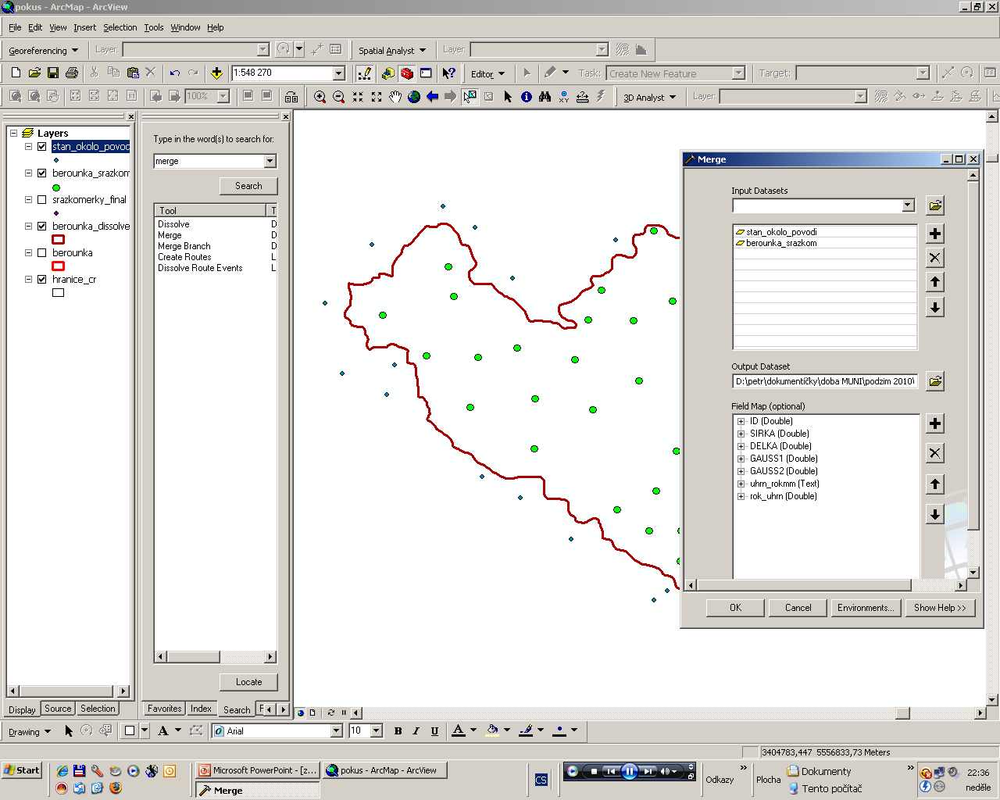 pokus - ArcMap - ArcView
File Edit View Insert Selection Tools Window Help
Georeferencing Layer: Spatial Analyst Layer:
1:548 270 Editor Task: Create New Feature Target:
100% 3D Analyst Layer:
Layers
stan_okolo_povod
berounka_srazkom
srazkomerky_final
berounka_dissolve
berounka
hranice_cr
Display Source Selection
Type in the word(s) to search for:
merge
Search
Tool T
Dissolve D
Merge D
Merge Branch D
Create Routes L
Dissolve Route Events L
Locate
Favorites Index Search F
Merge
Input Datasets
stan_okolo_povodi
berounka_srazkom
Output Dataset
D:\petr\dokumentíčky\doba MUNI\podzim 2010\
Field Map (optional)
ID (Double)
SIRKA (Double)
DELKA (Double)
GAUSS1 (Double)
GAUSS2 (Double)
uhrn_rokmm (Text)
rok_uhrn (Double)
OK Cancel Environments... Show Help >>
Drawing A Arial 10 B I U A
3404783,447 5556833,73 Meters
Start Microsoft PowerPoint - [z... pokus - ArcMap - ArcView CS Odkazy Plocha Dokumenty 22:36
Merge Tento počítač neděle